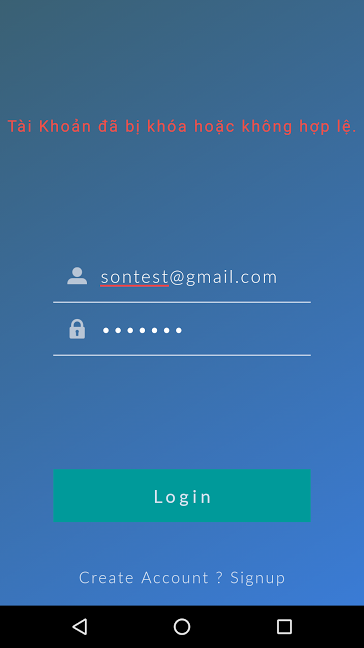 Tài Khoản đã bị khóa hoặc không hợp lệ.
sontest@gmail.com
Login
Create Account ? Signup